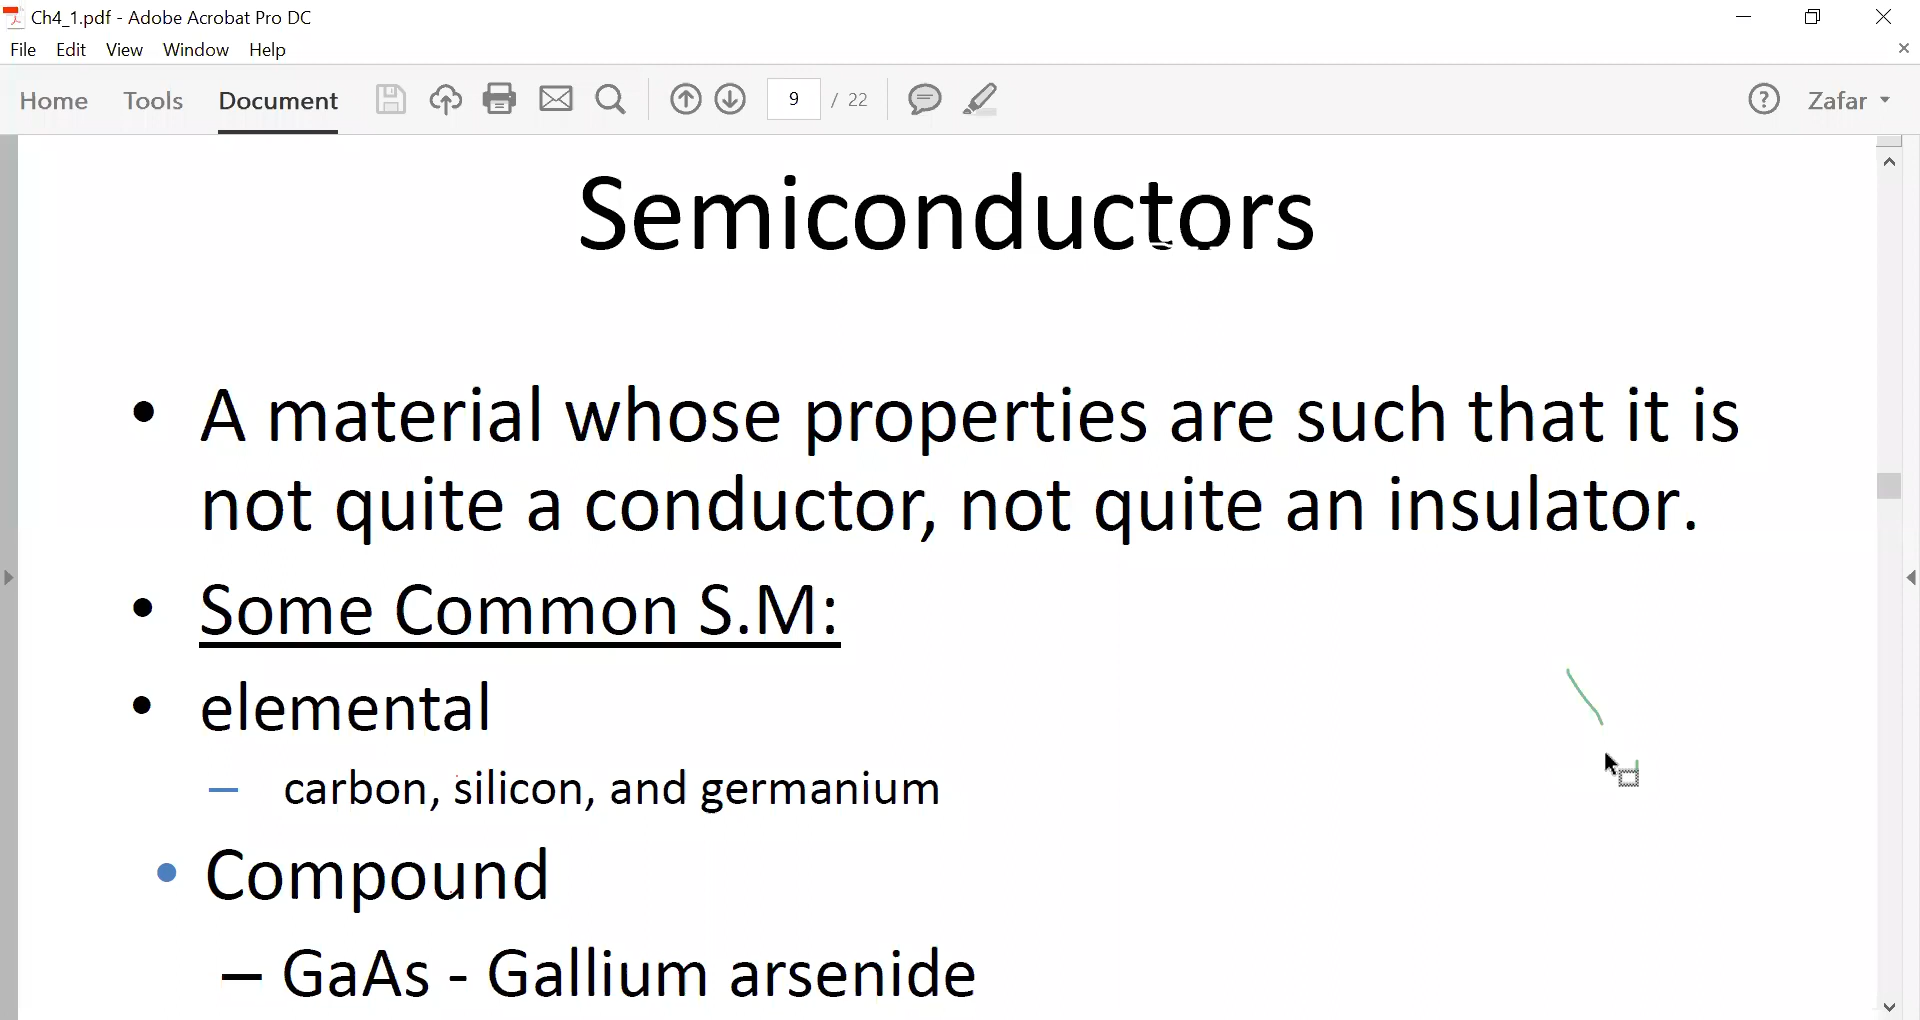 Ch4_1.pdf - Adobe Acrobat Pro DC
File Edit View Window Help
Home Tools Document 9 / 22 Zafar
Semiconductors
• A material whose properties are such that it is
not quite a conductor, not quite an insulator.
• Some Common S.M:
• elemental
– carbon, silicon, and germanium
• Compound
– GaAs - Gallium arsenide